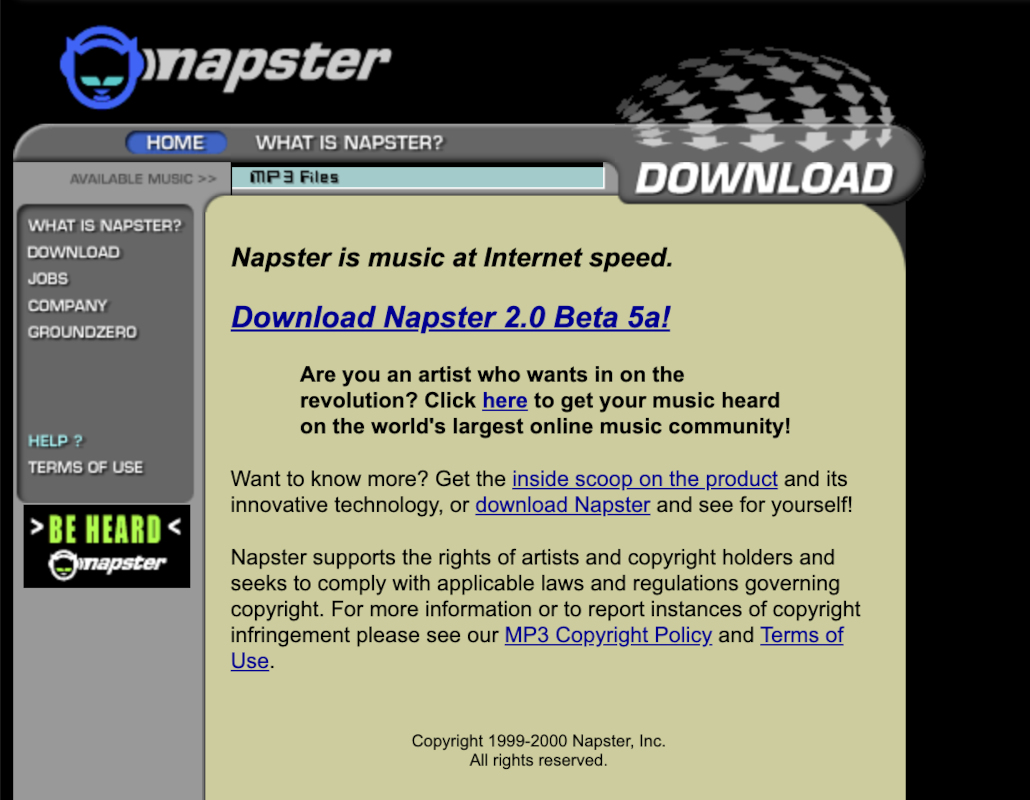 napster
HOME WHAT IS NAPSTER?
DOWNLOAD
AVAILABLE MUSIC >> MP3 Files
WHAT IS NAPSTER?
DOWNLOAD
JOBS
COMPANY
GROUNDZERO
HELP ?
TERMS OF USE
> BE HEARD <
napster
Napster is music at Internet speed.
Download Napster 2.0 Beta 5a!
Are you an artist who wants in on the
revolution? Click here to get your music heard
on the world's largest online music community!
Want to know more? Get the inside scoop on the product and its
innovative technology, or download Napster and see for yourself!
Napster supports the rights of artists and copyright holders and
seeks to comply with applicable laws and regulations governing
copyright. For more information or to report instances of copyright
infringement please see our MP3 Copyright Policy and Terms of
Use.
Copyright 1999-2000 Napster, Inc.
All rights reserved.